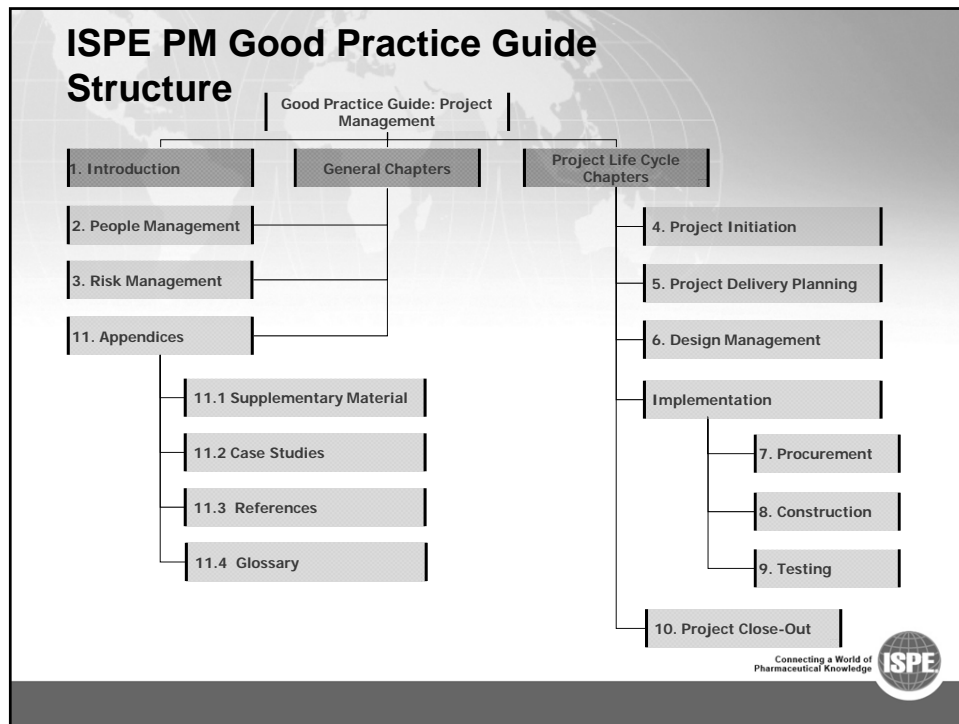 ISPE PM Good Practice Guide
Structure
Good Practice Guide: Project
Management
1. Introduction
General Chapters
Project Life Cycle
Chapters
2. People Management
3. Risk Management
11. Appendices
11.1 Supplementary Material
11.2 Case Studies
11.3 References
11.4 Glossary
4. Project Initiation
5. Project Delivery Planning
6. Design Management
Implementation
7. Procurement
8. Construction
9. Testing
10. Project Close-Out
Connecting a World of
Pharmaceutical Knowledge
ISPE